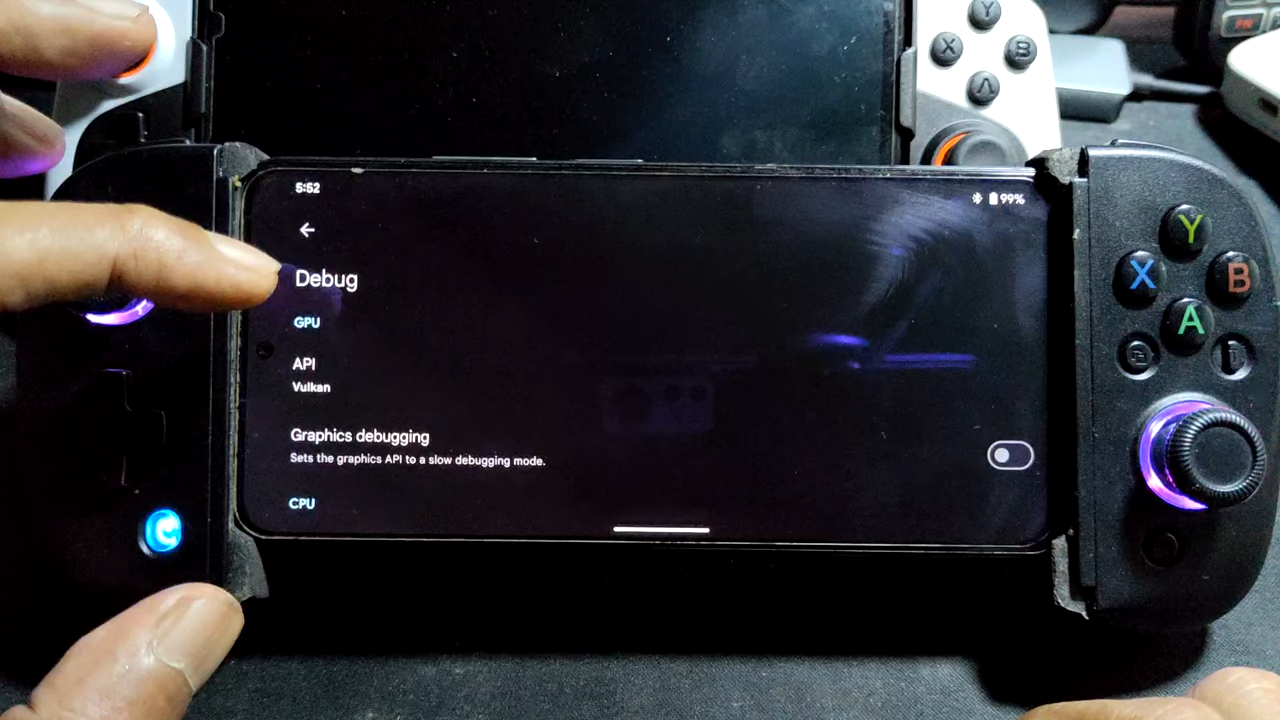 Y
X
B
A
5:52
99%
Debug
GPU
API
Vulkan
Graphics debugging
Sets the graphics API to a slow debugging mode.
CPU
Y
X
B
A